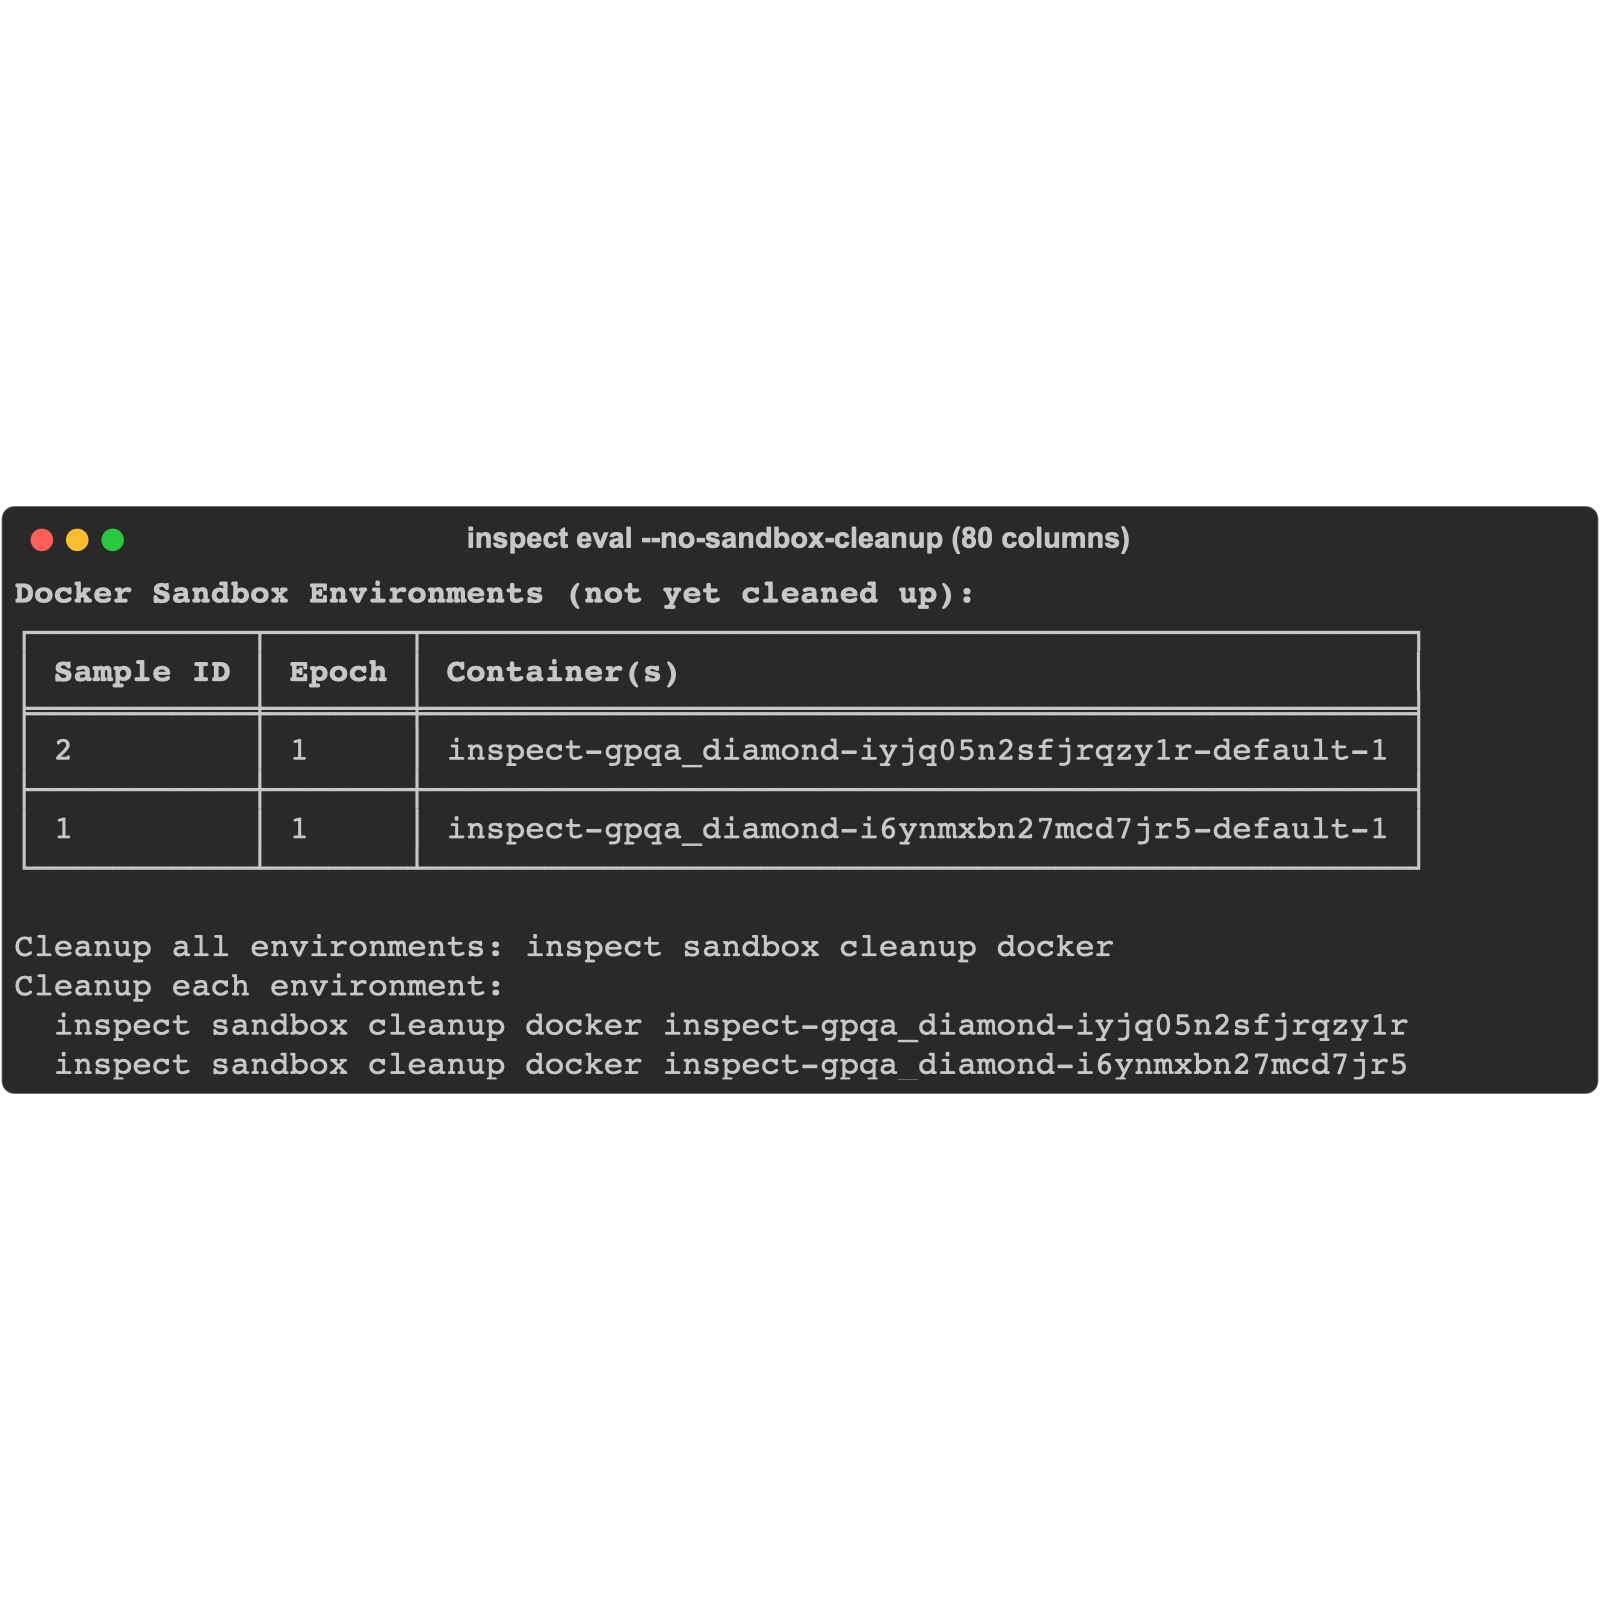 inspect eval --no-sandbox-cleanup (80 columns)
Docker Sandbox Environments (not yet cleaned up):
Sample ID Epoch Container(s)
2 1 inspect-gpqa_diamond-iyjq05n2sfjrqzy1r-default-1
1 1 inspect-gpqa_diamond-i6ynmxbn27mcd7jr5-default-1
Cleanup all environments: inspect sandbox cleanup docker
Cleanup each environment:
inspect sandbox cleanup docker inspect-gpqa_diamond-iyjq05n2sfjrqzy1r
inspect sandbox cleanup docker inspect-gpqa_diamond-i6ynmxbn27mcd7jr5